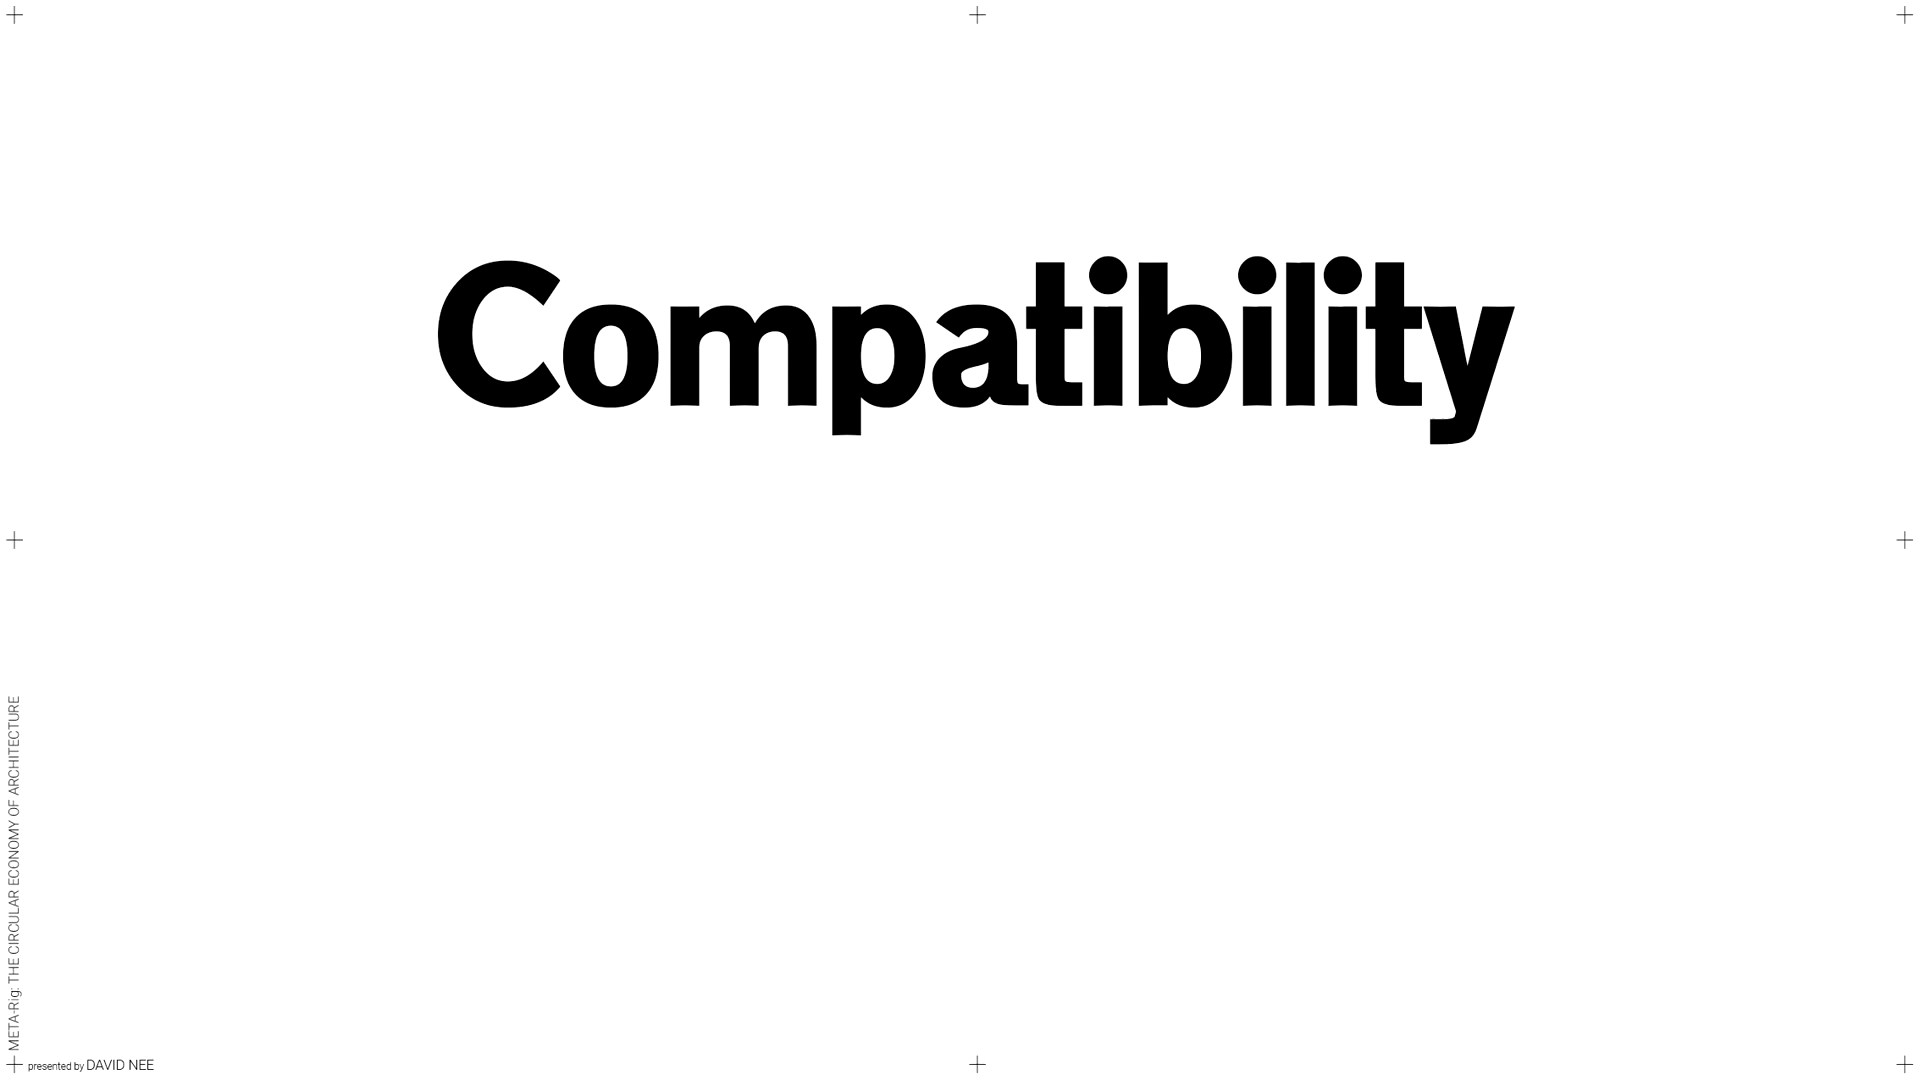 Compatibility
META-Rig: THE CIRCULAR ECONOMY OF ARCHITECTURE
presented by DAVID NEE